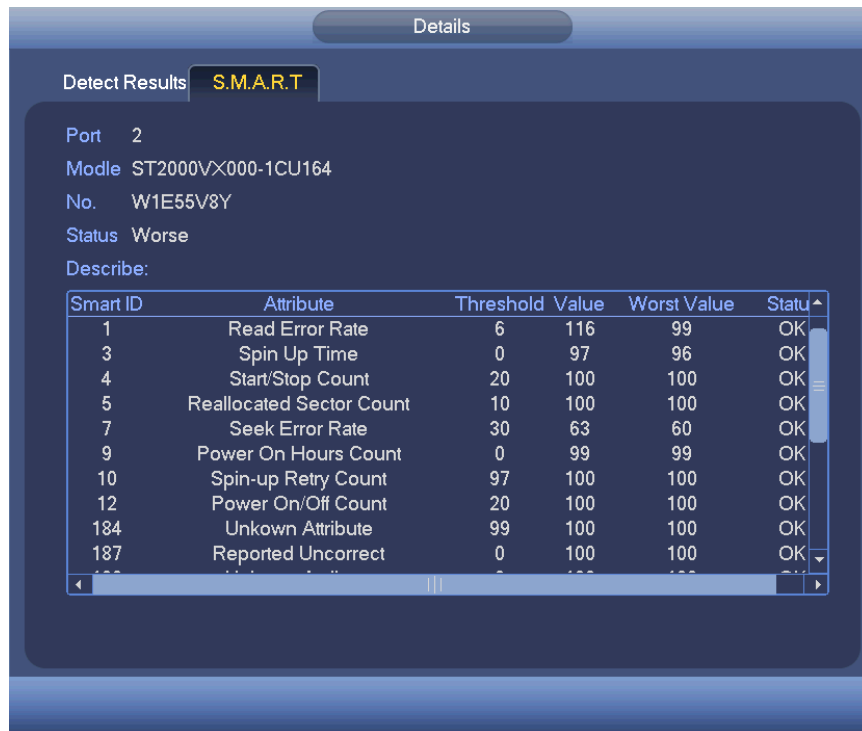 Details
Detect Results S.M.A.R.T
Port 2
Modle ST2000VX000-1CU164
No. W1E55V8Y
Status Worse
Describe:
Smart ID Attribute Threshold Value Worst Value Statu
1 Read Error Rate 6 116 99 OK
3 Spin Up Time 0 97 96 OK
4 Start/Stop Count 20 100 100 OK
5 Reallocated Sector Count 10 100 100 OK
7 Seek Error Rate 30 63 60 OK
9 Power On Hours Count 0 99 99 OK
10 Spin-up Retry Count 97 100 100 OK
12 Power On/Off Count 20 100 100 OK
184 Unkown Attribute 99 100 100 OK
187 Reported Uncorrect 0 100 100 OK